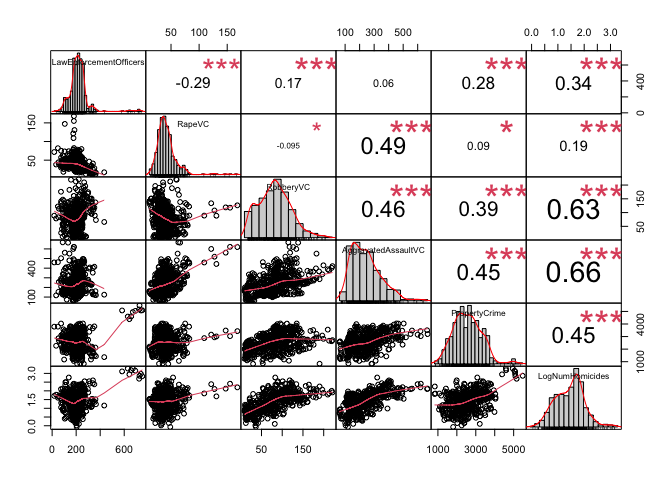 50 100 150
100 300 500
0.0 1.0 2.0 3.0
LawEnforcementOfficers
***
-0.29
***
0.17
0.06
***
0.28
***
0.34
0 400
50 150
RapeVC
*
-0.095
***
0.49
*
0.09
***
0.19
RobberyVC
***
0.46
***
0.39
***
0.63
50 150
100 400
AggravatedAssaultVC
***
0.45
***
0.66
PropertyCrime
***
0.45
1000 4000
0.0 1.5 3.0
LogNumHomicides
0 200 600
50 150
1000 3000 5000